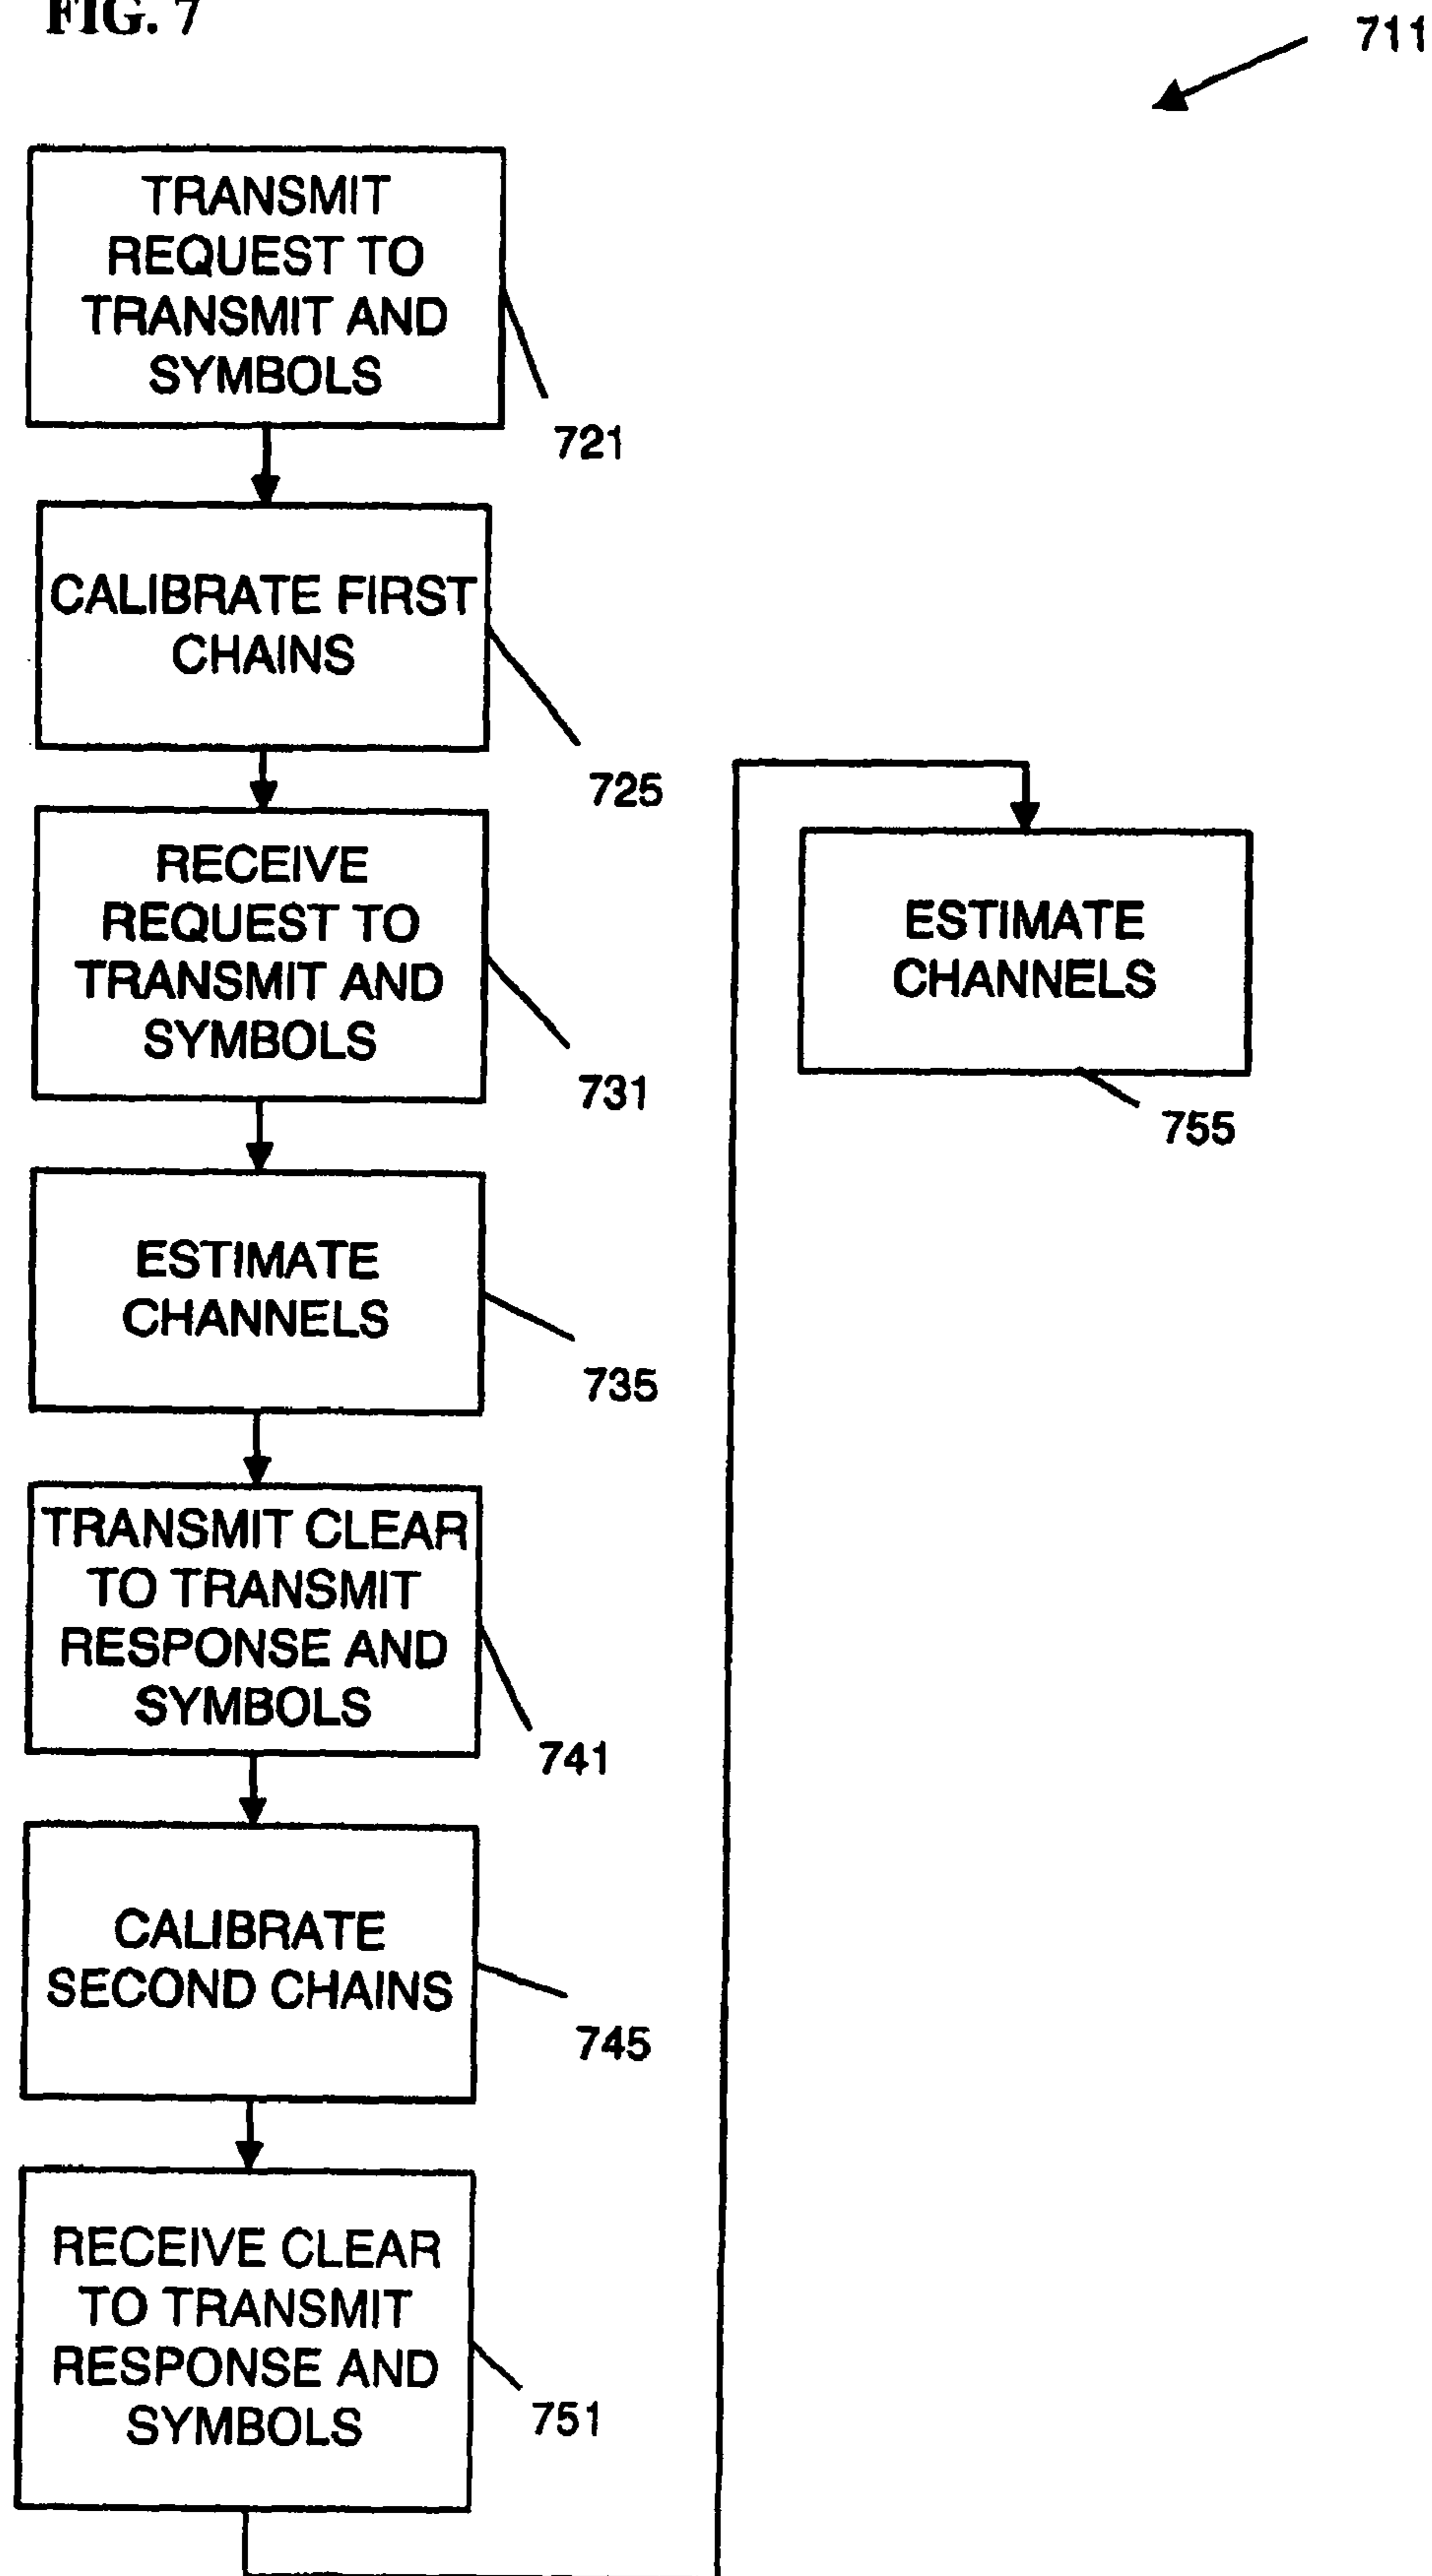 FIG. 7
711
TRANSMIT
REQUEST TO
TRANSMIT AND
SYMBOLS
721
CALIBRATE FIRST
CHAINS
725
RECEIVE
REQUEST TO
TRANSMIT AND
SYMBOLS
731
ESTIMATE
CHANNELS
735
TRANSMIT CLEAR
TO TRANSMIT
RESPONSE AND
SYMBOLS
741
CALIBRATE
SECOND CHAINS
745
RECEIVE CLEAR
TO TRANSMIT
RESPONSE AND
SYMBOLS
751
ESTIMATE
CHANNELS
755